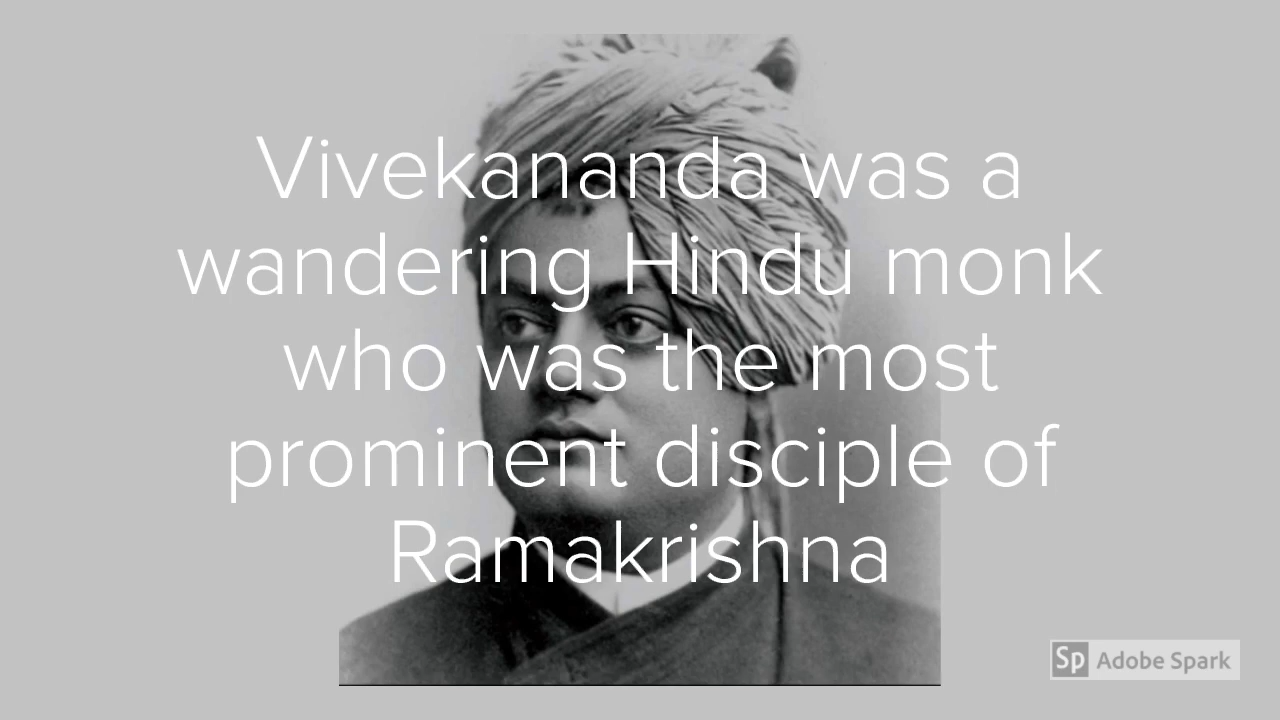 Vivekananda was a
wandering Hindu monk
who was the most
prominent disciple of
Ramakrishna
Sp Adobe Spark